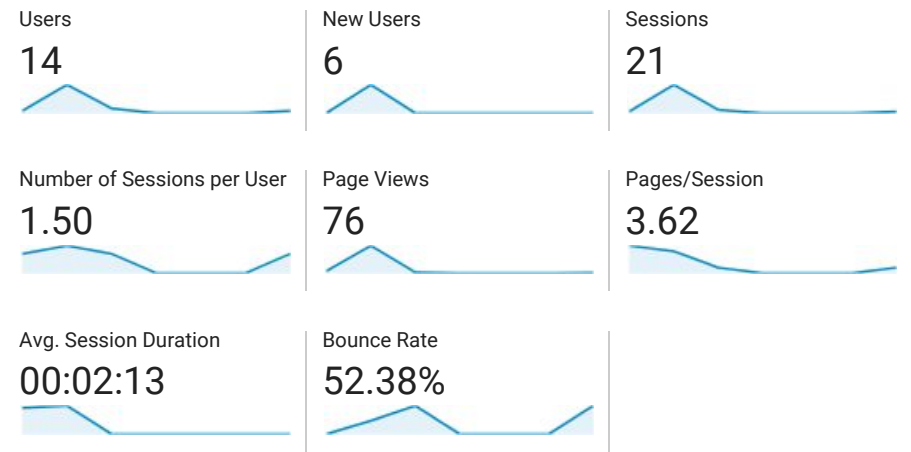 Users
New Users
Sessions
14
6
21
Number of Sessions per User
Page Views
Pages/Session
1.50
76
3.62
Avg. Session Duration
Bounce Rate
00:02:13
52.38%